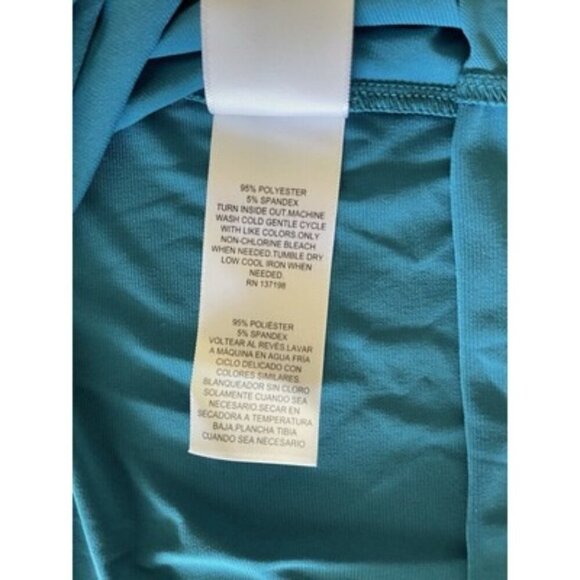 95% POLYESTER
5% SPANDEX
TURN INSIDE OUT.MACHINE
WASH COLD GENTLE CYCLE
WITH LIKE COLORS.ONLY
NON-CHLORINE BLEACH
WHEN NEEDED.TUMBLE DRY
LOW COOL IRON WHEN
NEEDED.
RN 137198
95% POLIÉSTER
5% SPANDEX
VOLTEAR AL REVÉS.LAVAR
A MÁQUINA EN AGUA FRÍA
CICLO DELICADO CON
COLORES SIMILARES.
BLANQUEADOR SIN CLORO
SOLAMENTE CUANDO SEA
NECESARIO.SECAR EN
SECADORA A TEMPERATURA
BAJA.PLANCHA TIBIA
CUANDO SEA NECESARIO